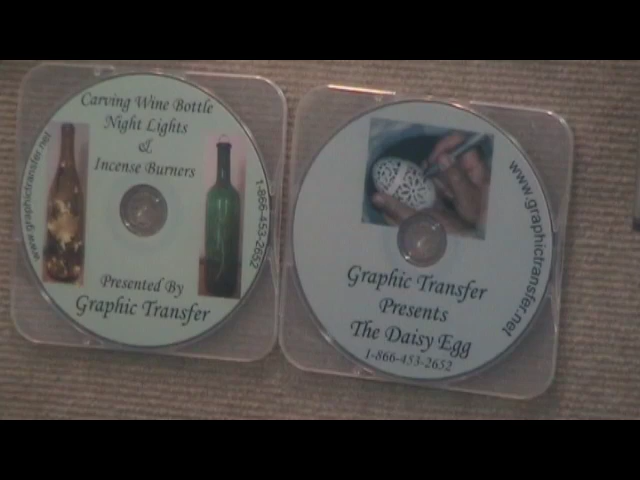 Carving Wine Bottle
Night Lights
&
Incense Burners
www.graphictransfer.net
1-866-453-2652
Presented By
Graphic Transfer
www.graphictransfer.net
Graphic Transfer
Presents
The Daisy Egg
1-866-453-2652